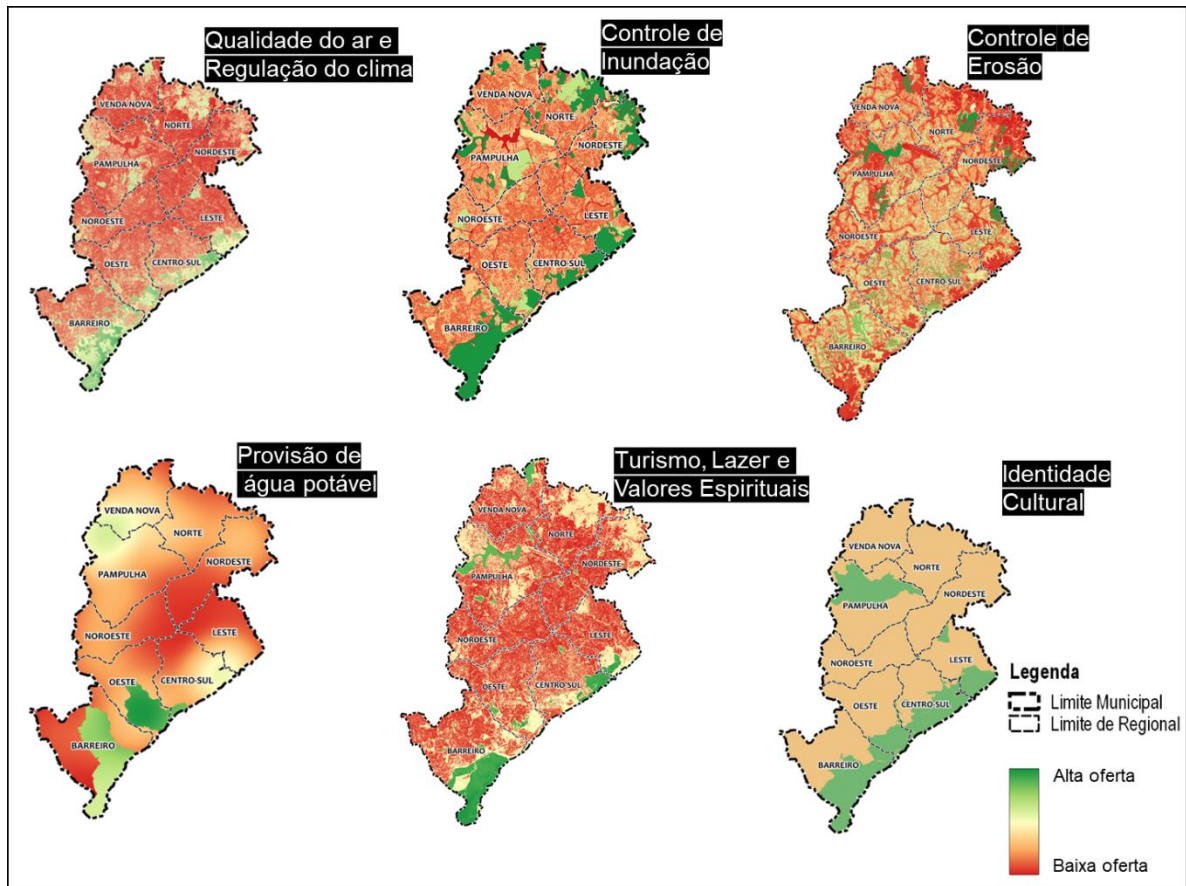 Qualidade do ar e
Regulação do clima
VENDA NOVA
NORTE
NORDESTE
PAMPULHA
NOROESTE
LESTE
OESTE
CENTRO-SUL
BARREIRO
Controle de
Inundação
VENDA NOVA
NORTE
NORDESTE
PAMPULHA
NOROESTE
LESTE
OESTE
CENTRO-SUL
BARREIRO
Controle de
Erosão
VENDA NOVA
NORTE
NORDESTE
PAMPULHA
NOROESTE
LESTE
OESTE
CENTRO-SUL
BARREIRO
Provisão de
água potável
VENDA NOVA
NORTE
NORDESTE
PAMPULHA
NOROESTE
LESTE
OESTE
CENTRO-SUL
BARREIRO
Turismo, Lazer e
Valores Espirituais
VENDA NOVA
NORTE
NORDESTE
PAMPULHA
NOROESTE
LESTE
OESTE
CENTRO-SUL
BARREIRO
Identidade
Cultural
VENDA NOVA
NORTE
NORDESTE
PAMPULHA
NOROESTE
LESTE
OESTE
CENTRO-SUL
BARREIRO
Legenda
Limite Municipal
Limite de Regional
Alta oferta
Baixa oferta